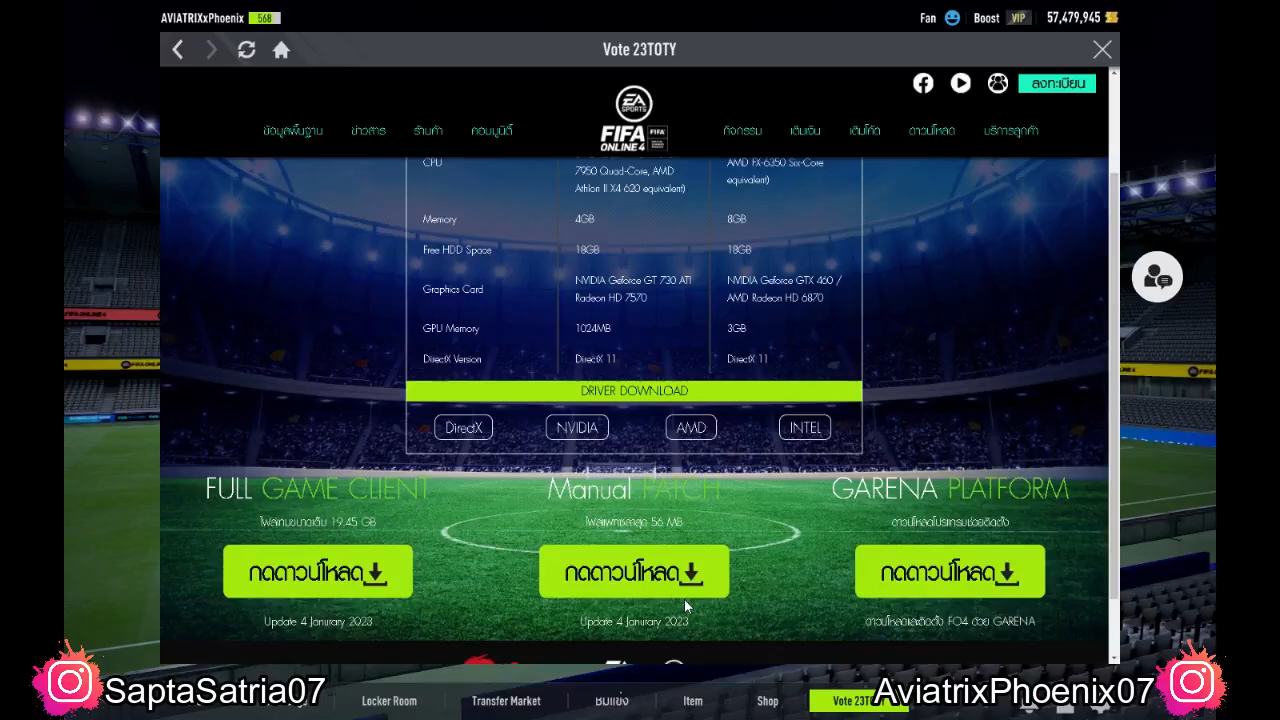 AVIATRIXxPhoenix 568
Fan Boost VIP 57,479,945
Vote 23TOTY
ลงทะเบียน
EA SPORTS
ข้อมูลพื้นฐาน ข่าวสาร ร้านค้า คอมมูนิตี้ FIFA ONLINE 4 FIFA กิจกรรม เติมเงิน เติมโค้ด ดาวน์โหลด บริการลูกค้า
CPU
7950 Quad-Core, AMD
Athlon II X4 620 equivalent)
AMD FX-6350 Six-Core
equivalent)
Memory 4GB 8GB
Free HDD Space 18GB 18GB
Graphics Card
NVIDIA Geforce GT 730 ATI
Radeon HD 7570
NVIDIA Geforce GTX 460 /
AMD Radeon HD 6870
GPU Memory 1024MB 3GB
DirectX Version DirectX 11 DirectX 11
DRIVER DOWNLOAD
DirectX NVIDIA AMD INTEL
FULL GAME CLIENT
ไฟล์เกมขนาดเต็ม 19.45 GB
กดดาวน์โหลด
Update 4 Janurary 2023
Manual PATCH
ไฟล์แพทช์ล่าสุด 56 MB
กดดาวน์โหลด
Update 4 Janurary 2023
GARENA PLATFORM
ดาวน์โหลดโปรแกรมช่วยติดตั้ง
กดดาวน์โหลด
ดาวน์โหลดและติดตั้ง FO4 ด้วย GARENA
SaptaSatria07
Locker Room Transfer Market Item Shop Vote 23TOTY
AviatrixPhoenix07